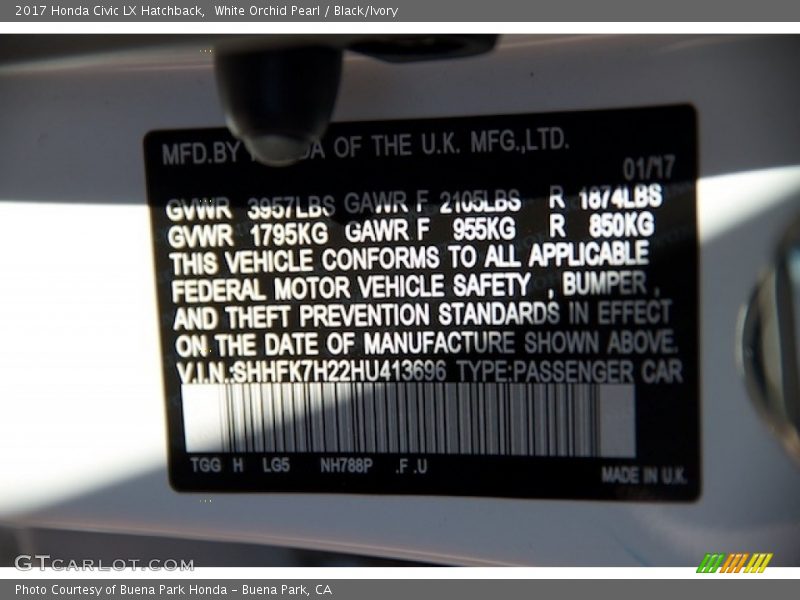 2017 Honda Civic LX Hatchback,  White Orchid Pearl / Black/Ivory
MFD.BY HONDA OF THE U.K. MFG.,LTD.
01/17
GVWR 3957LBS GAWR F 2105LBS R 1874LBS
GVWR 1795KG GAWR F 955KG R 850KG
THIS VEHICLE CONFORMS TO ALL APPLICABLE
FEDERAL MOTOR VEHICLE SAFETY , BUMPER ,
AND THEFT PREVENTION STANDARDS IN EFFECT
ON THE DATE OF MANUFACTURE SHOWN ABOVE.
V.I.N.:SHHFK7H22HU413696 TYPE:PASSENGER CAR
TGG H LG5 NH788P .F .U
MADE IN U.K.
GTCARLOT.COM
Photo Courtesy of Buena Park Honda - Buena Park, CA